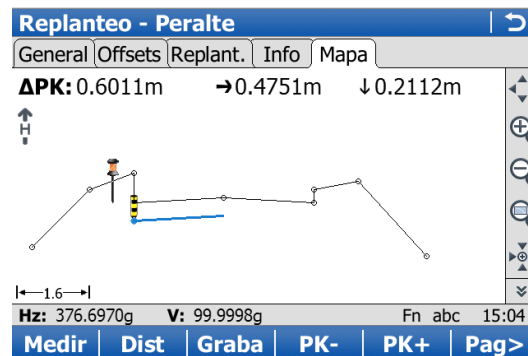 Replanteo - Peralte
General Offsets Replant. Info Mapa
ΔPK: 0.6011m →0.4751m ↓0.2112m
H
1.6
Hz: 376.6970g V: 99.9998g Fn abc 15:04
Medir Dist Graba PK- PK+ Pag>